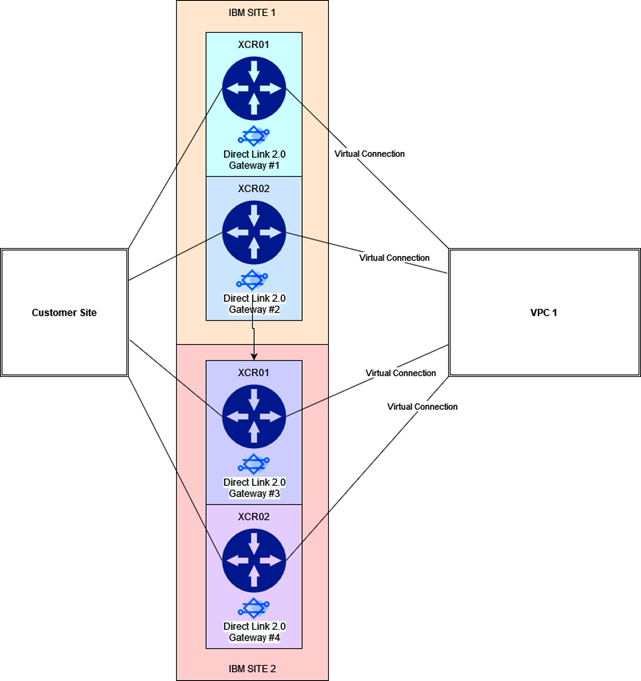 IBM SITE 1
XCR01
Direct Link 2.0
Gateway #1
Virtual Connection
XCR02
Virtual Connection
Direct Link 2.0
Gateway #2
Customer Site
VPC 1
XCR01
Virtual Connection
Virtual Connection
Direct Link 2.0
Gateway #3
XCR02
Direct Link 2.0
Gateway #4
IBM SITE 2